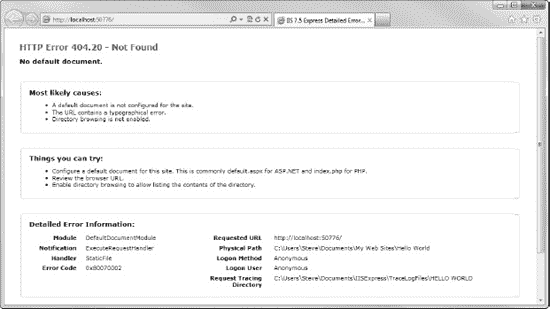 http://localhost:50776/
IIS 7.5 Express Detailed Error...
HTTP Error 404.20 - Not Found
No default document.
Most likely causes:
• A default document is not configured for the site.
• The URL contains a typographical error.
• Directory browsing is not enabled.
Things you can try:
• Configure a default document for this site. This is commonly default.aspx for ASP.NET and index.php for PHP.
• Review the browser URL.
• Enable directory browsing to allow listing the contents of the directory.
Detailed Error Information:
Module DefaultDocumentModule Requested URL http://localhost:50776/
Notification ExecuteRequestHandler Physical Path C:\Users\Steve\Documents\My Web Sites\Hello World
Handler StaticFile Logon Method Anonymous
Error Code 0x80070002 Logon User Anonymous
Request Tracing C:\Users\Steve\Documents\IISExpress\TraceLogFiles\HELLO WORLD
Directory